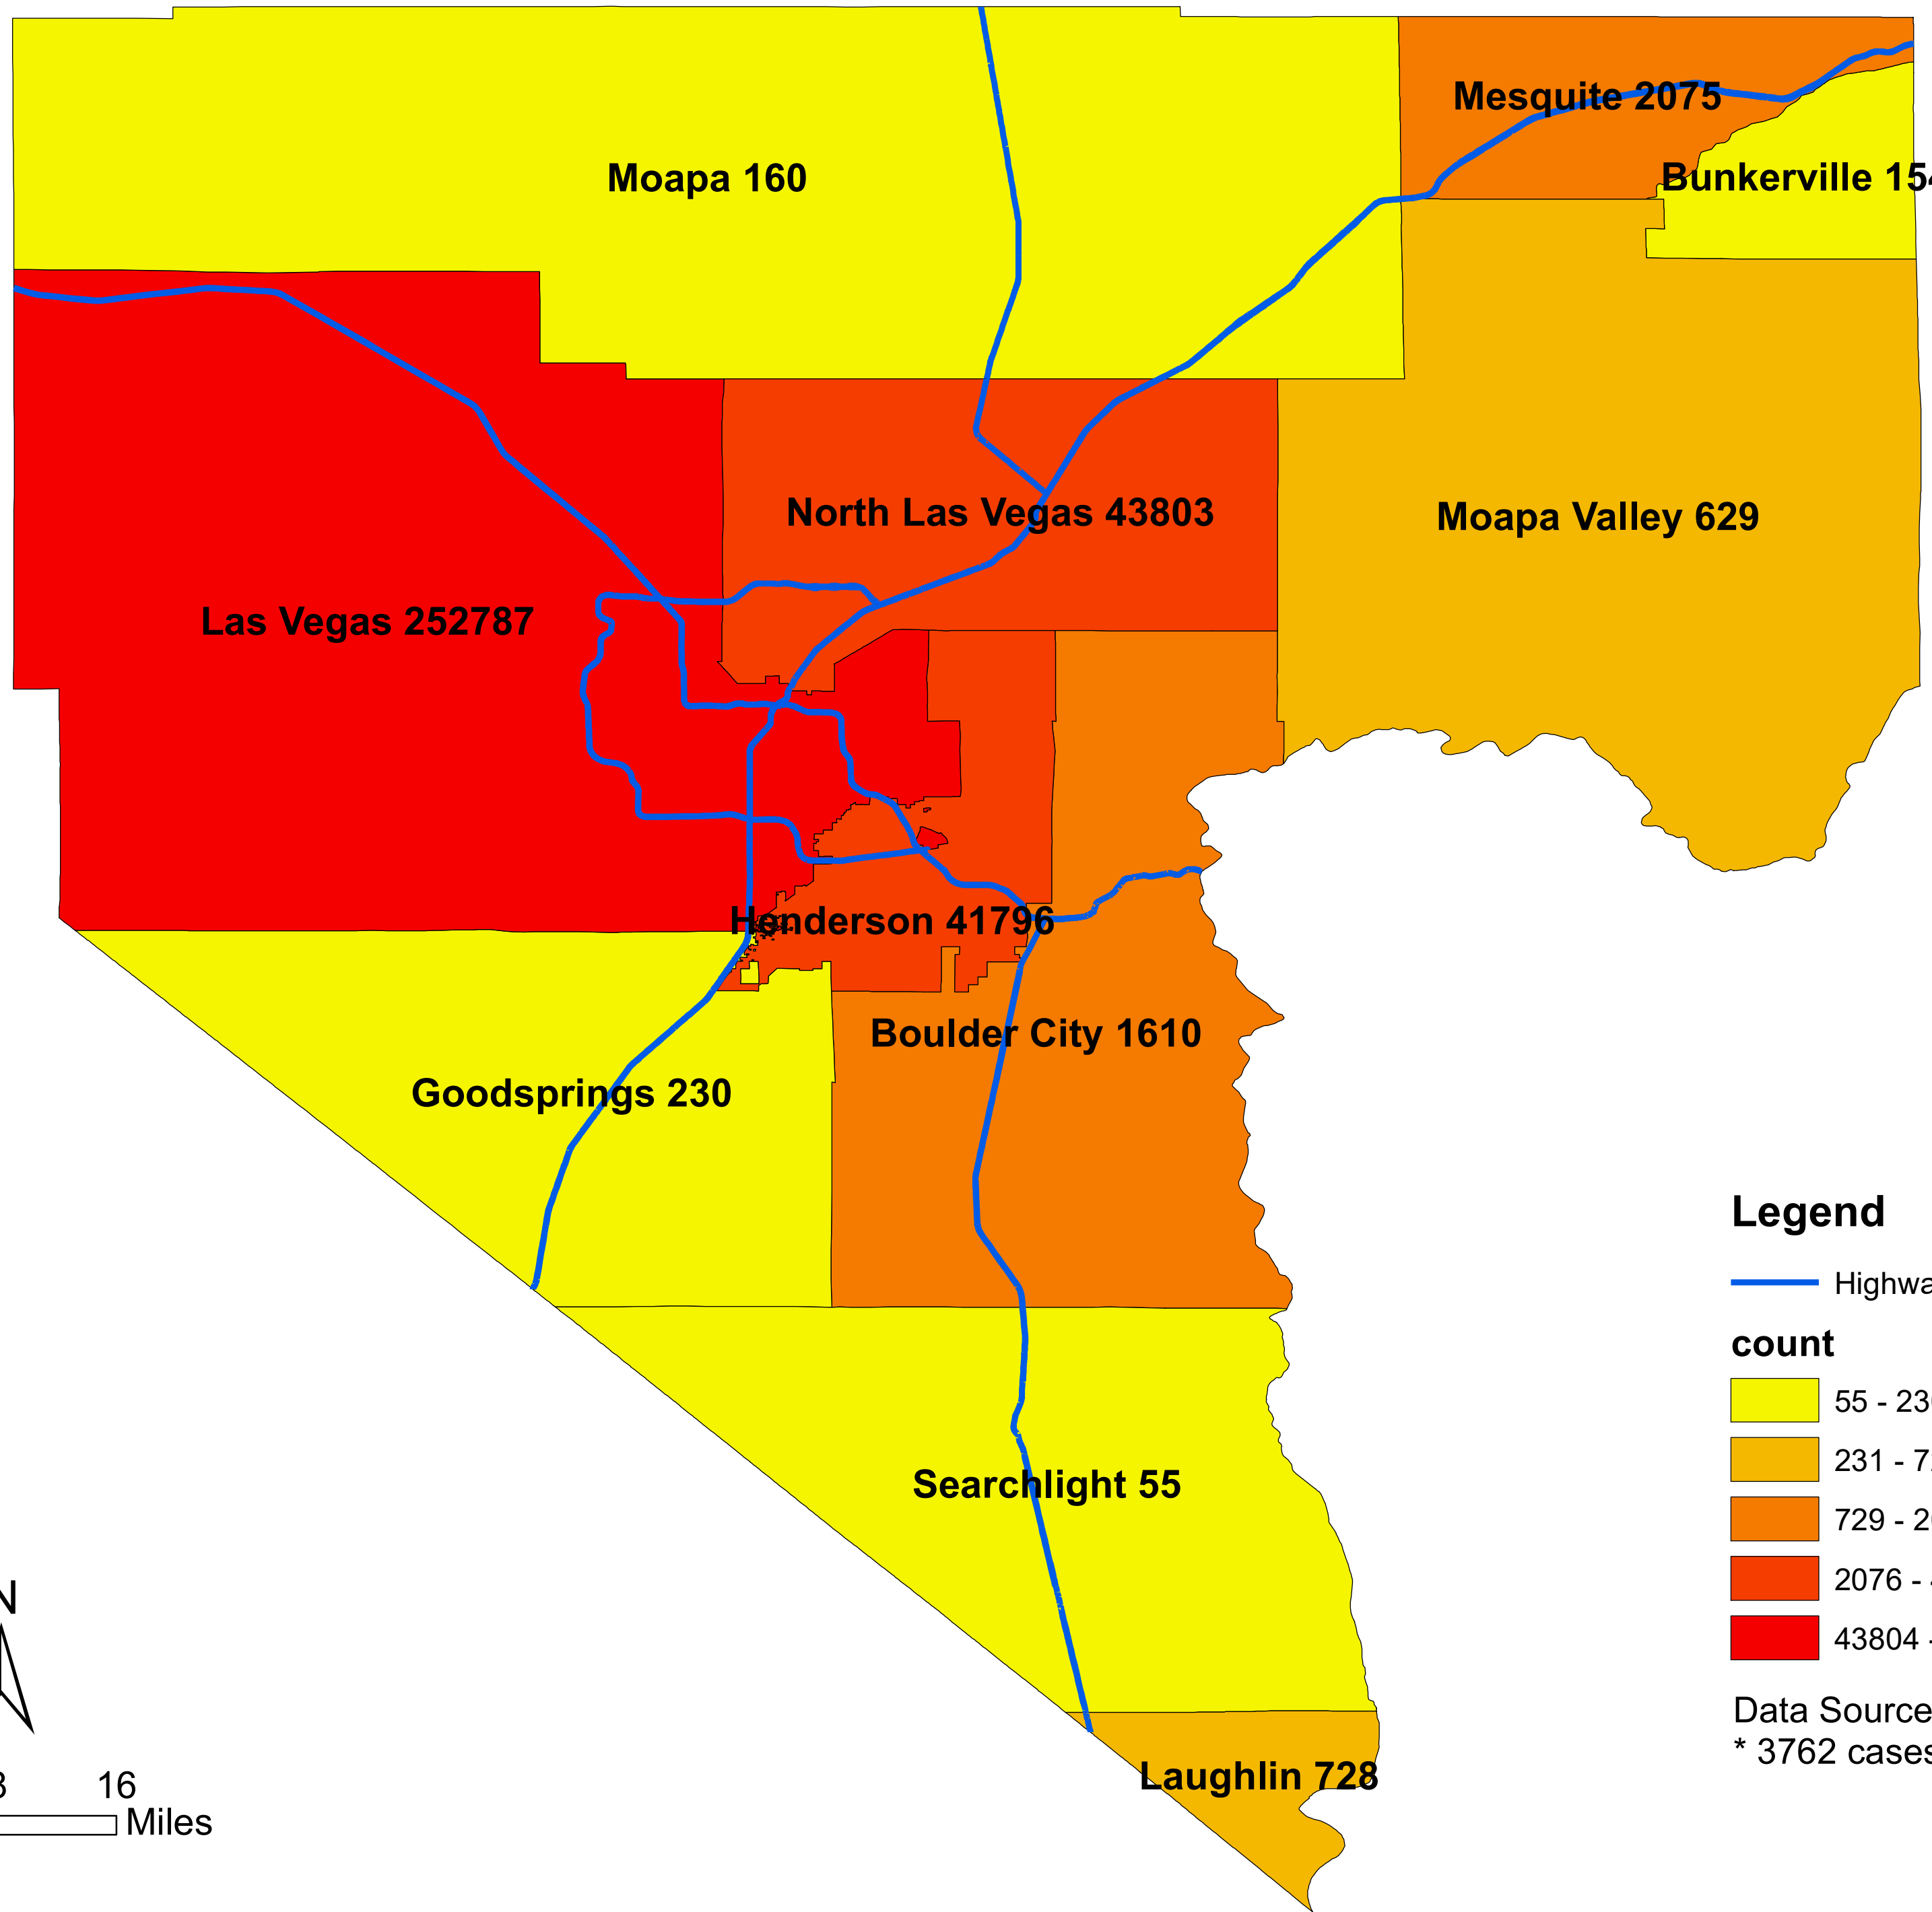 Mesquite 2075
Moapa 160
Bunkerville 154
North Las Vegas 43803
Moapa Valley 629
Las Vegas 252787
Henderson 41796
Boulder City 1610
Goodsprings 230
Legend
Highwa
count
55 - 23
231 - 7
729 - 2
Searchlight 55
2076 -
N
43804 -
Data Source
* 3762 cases
Laughlin 728
16
Miles